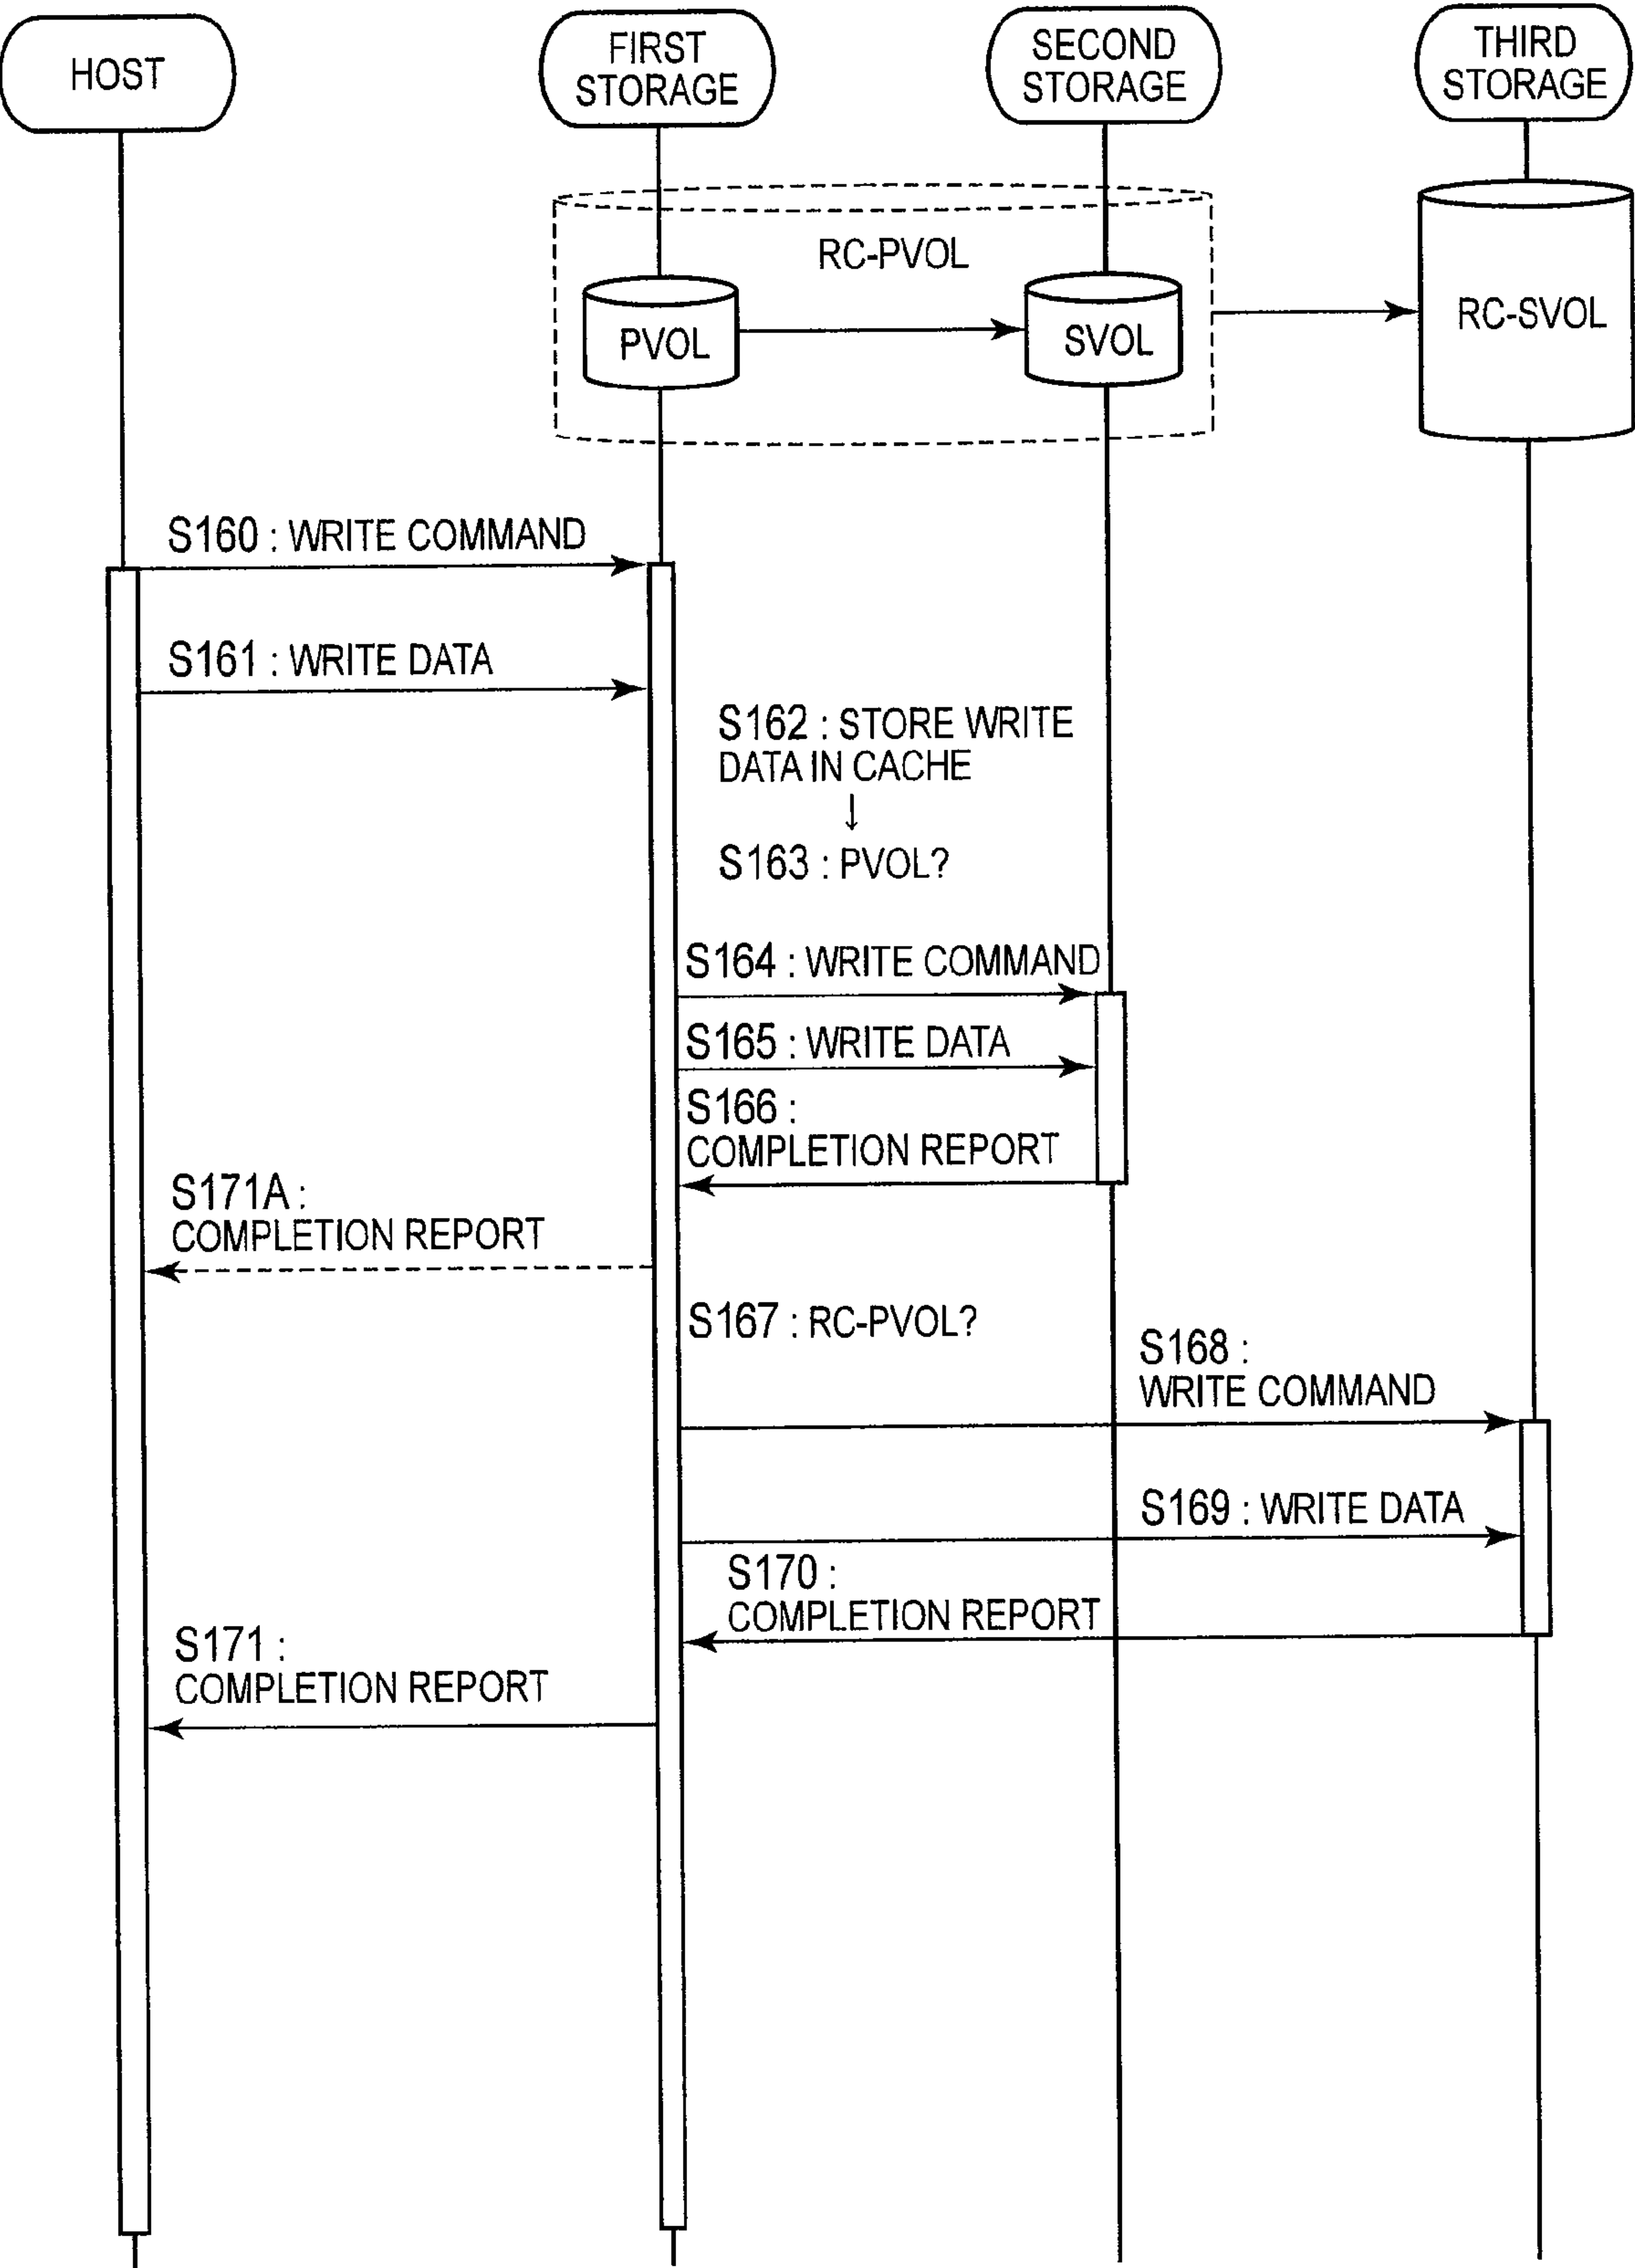 HOST
FIRST
STORAGE
SECOND
STORAGE
THIRD
STORAGE
RC-PVOL
PVOL
SVOL
RC-SVOL
S160 : WRITE COMMAND
S161 : WRITE DATA
S162 : STORE WRITE
DATA IN CACHE
↓
S163 : PVOL?
S164 : WRITE COMMAND
S165 : WRITE DATA
S166 :
COMPLETION REPORT
S171A :
COMPLETION REPORT
S167 : RC-PVOL?
S168 :
WRITE COMMAND
S169 : WRITE DATA
S170 :
COMPLETION REPORT
S171 :
COMPLETION REPORT